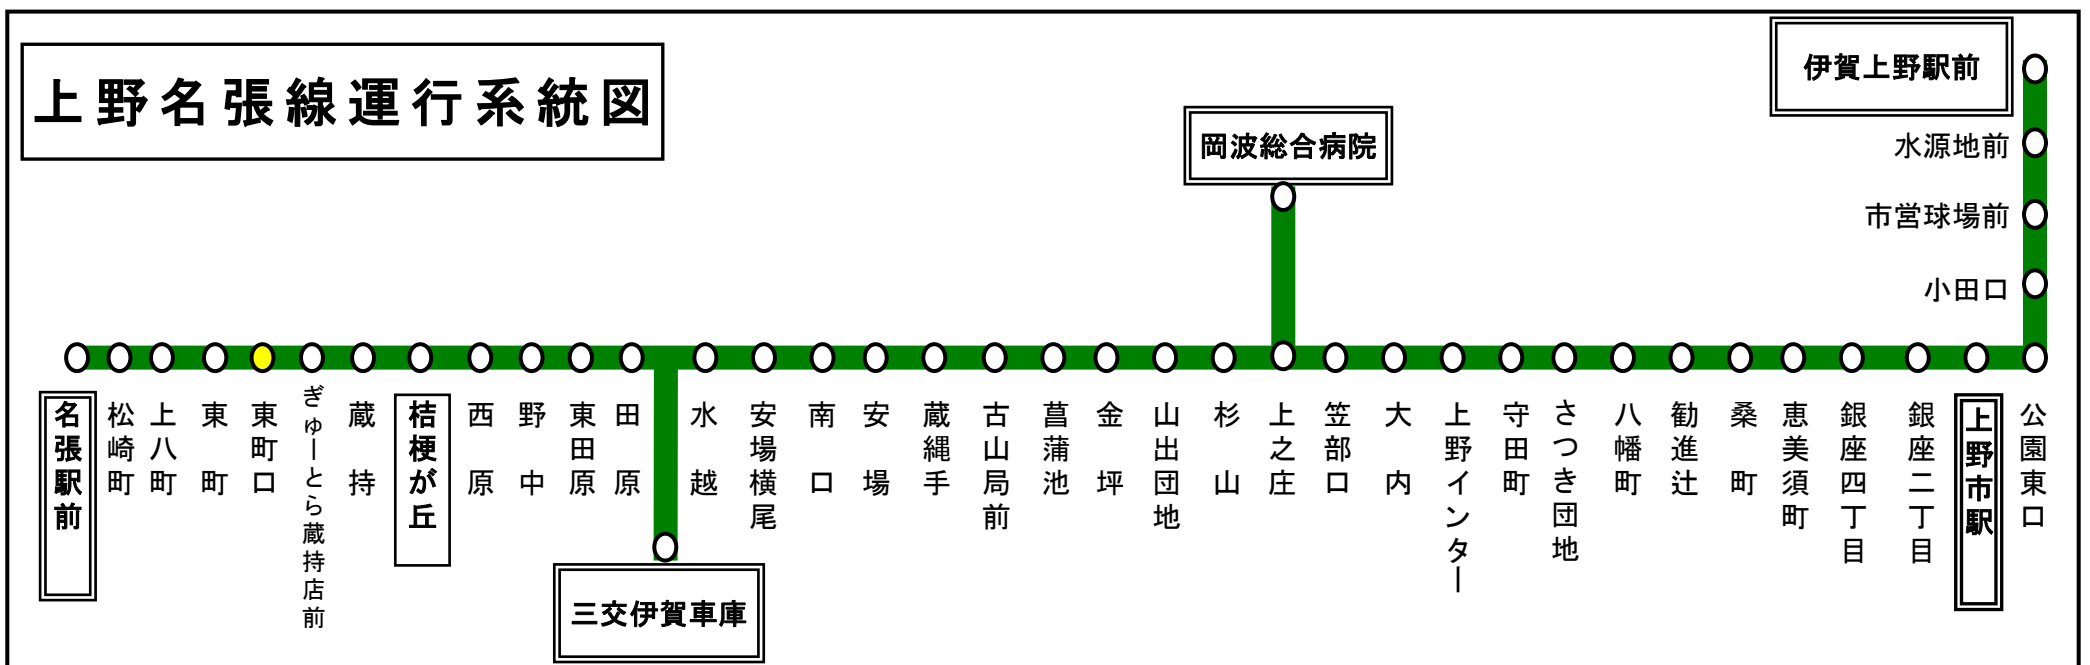 上野名張線運行系統図
伊賀上野駅前
水源地前
市営球場前
小田口
岡波総合病院
名張駅前
松崎町
上八町
東町
東町口
ぎゅーとら蔵持店前
蔵持
桔梗が丘
西原
野中
東田原
田原
水越
安場横尾
南口
安場
蔵縄手
古山局前
菖蒲池
金坪
山出団地
杉山
上之庄
笠部口
大内
上野インター
守田町
さつき団地
八幡町
勧進辻
桑町
恵美須町
銀座四丁目
銀座二丁目
上野市駅
公園東口
三交伊賀車庫